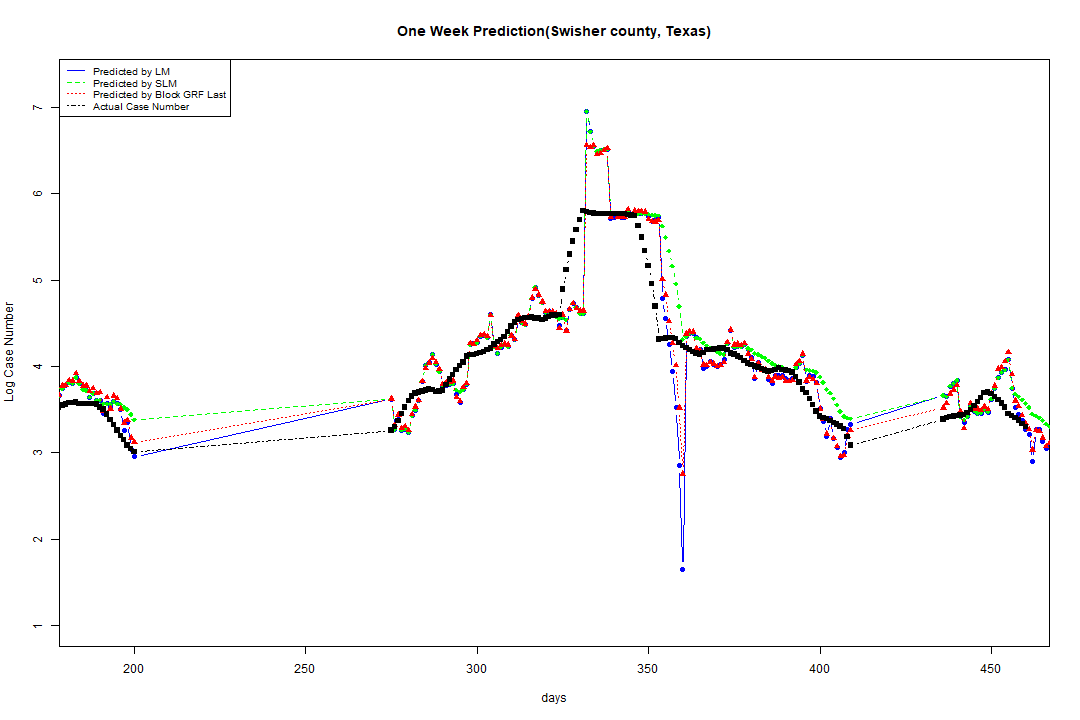 One Week Prediction(Swisher county, Texas)
Predicted by LM
Predicted by SLM
Predicted by Block GRF Last
Actual Case Number
7
6
5
4
3
2
1
Log Case Number
200 250 300 350 400 450
days